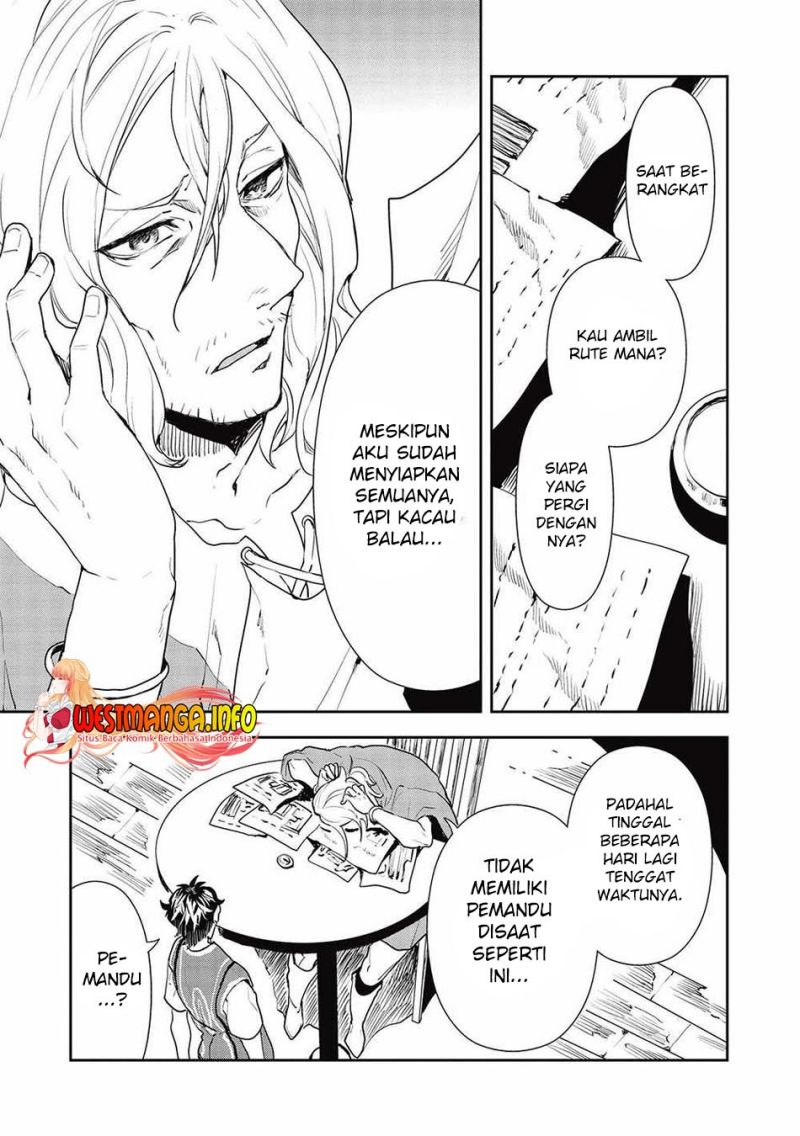 SAAT BE-
RANGKAT
KAU AMBIL
RUTE MANA?
SIAPA
YANG
PERGI
DENGAN
NYA?
MESKIPUN
AKU SUDAH
MENYIAPKAN
SEMUANYA,
TAPI KACAU
BALAU...
PADAHAL
TINGGAL
BEBERAPA
HARI LAGI
TENGGAT
WAKTUNYA.
TIDAK
MEMILIKI
PEMANDU
DISAAT
SEPERTI
INI...
PE-
MANDU
...?
WESTMANGA.INFO
Situs Baca Komik Berbahasa Indonesia